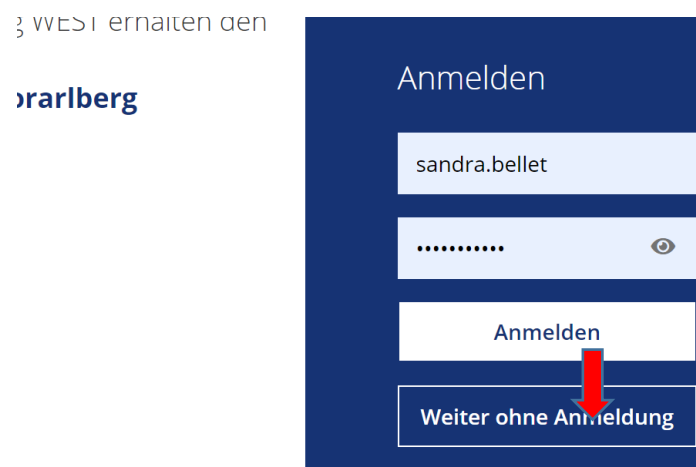 g WEST erhalten den
orarlberg
Anmelden
sandra.bellet
•••••••••••
Anmelden
Weiter ohne Anmeldung